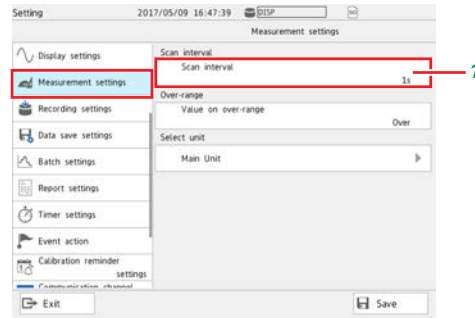 Setting 2017/05/09 16:47:39 DISP
Measurement settings
Display settings
Measurement settings
Recording settings
Data save settings
Batch settings
Report settings
Timer settings
Event action
Calibration reminder
settings
Communication channel
Scan interval
Scan interval
1s
Over-range
Value on over-range
Over
Select unit
Main Unit
Exit
Save
1